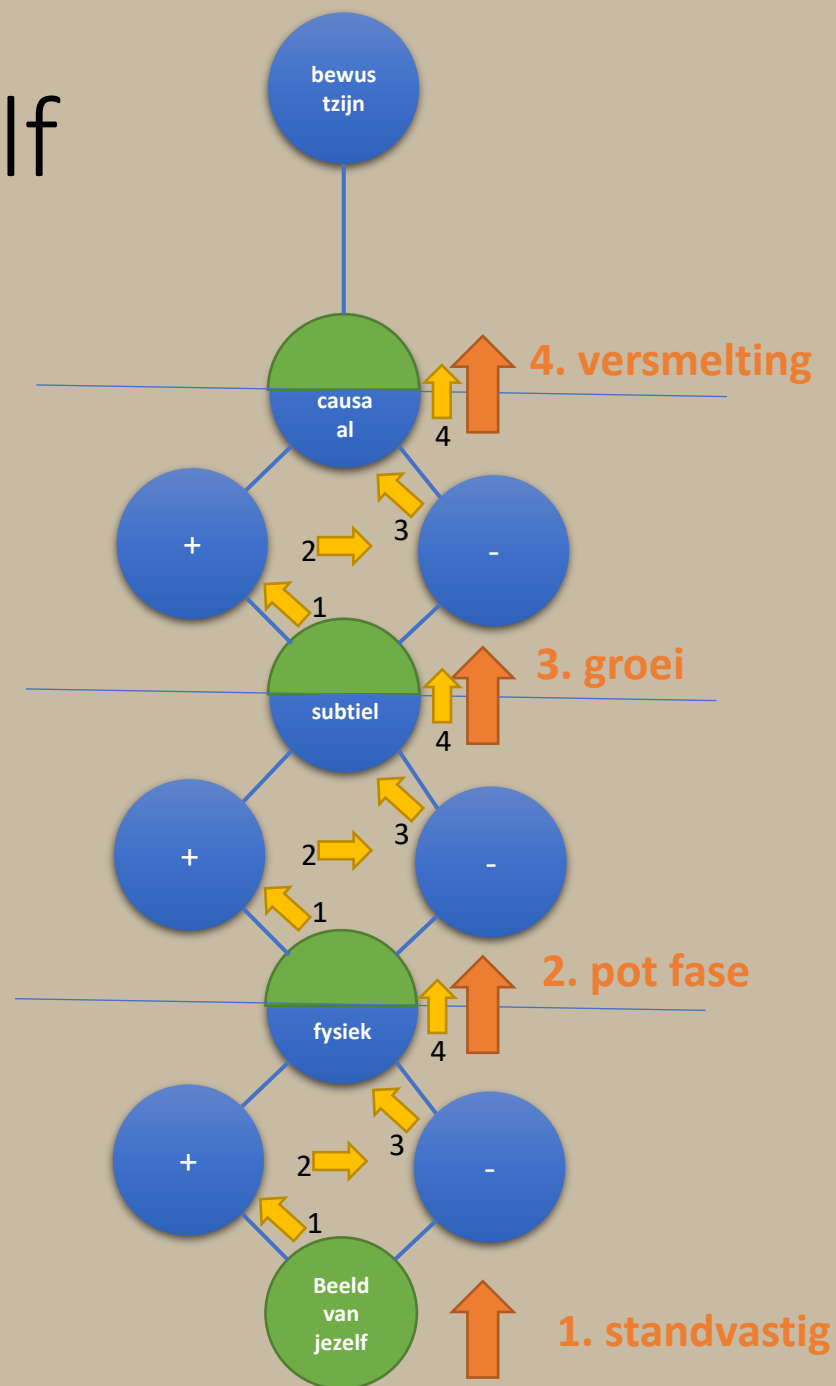 bewus
tzijn
lf
4. versmelting
causa
al
4
3
+
2
-
1
3. groei
subtiel
4
3
+
2
-
1
2. pot fase
fysiek
4
3
+
2
-
1
Beeld
van
jezelf
1. standvastig